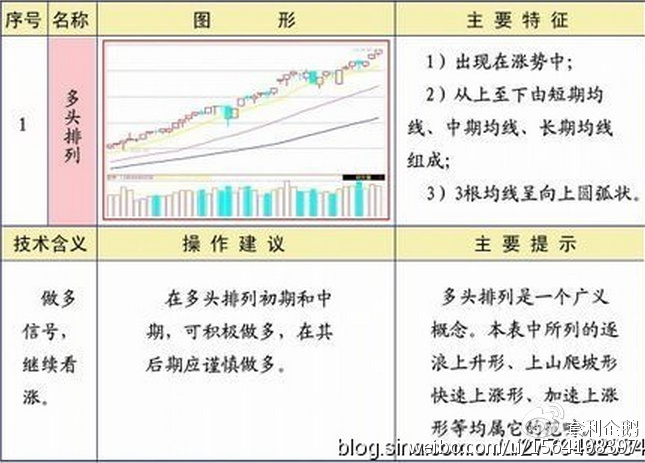 序号 名称 图 形 主 要 特 征
1
多头排列
1）出现在涨势中；
2）从上至下由短期均
线、中期均线、长期均线
组成；
3）3根均线呈向上圆弧状。
技术含义 操 作 建 议 主 要 提 示
做多
信号，
继续看
涨。
在多头排列初期和中
期，可积极做多，在其
后期应谨慎做多。
多头排列是一个广义
概念。本表中所列的逐
浪上升形、上山爬坡形
快速上涨形、加速上涨
形等均属它的范畴